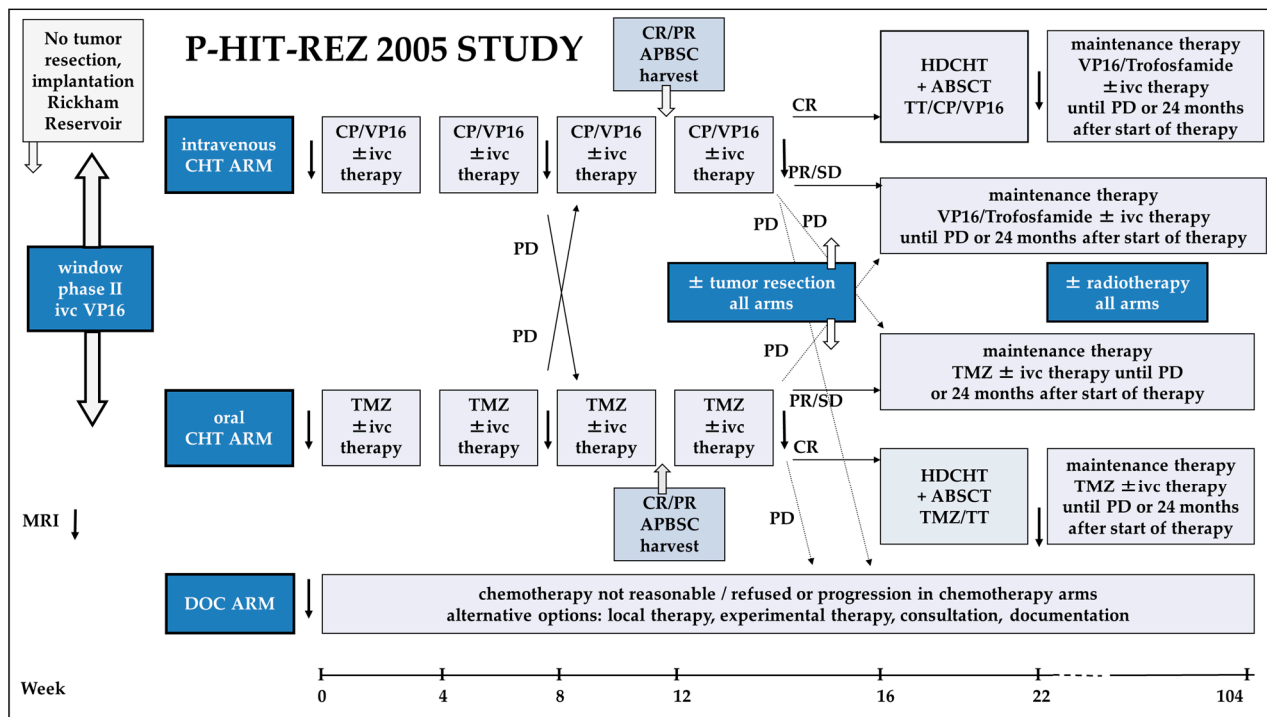 P-HIT-REZ 2005 STUDY
No tumor
resection,
implantation
Rickham
Reservoir
window
phase II
ivc VP16
MRI
intravenous
CHT ARM
CP/VP16
±ivc
therapy
CP/VP16
±ivc
therapy
CP/VP16
±ivc
therapy
CP/VP16
±ivc
therapy
CR/PR
APBSC
harvest
CR
HDCHT
+ ABSCT
TT/CP/VP16
maintenance therapy
VP16/Trofosfamide
±ivc therapy
until PD or 24 months
after start of therapy
PR/SD
maintenance therapy
VP16/Trofosfamide ± ivc therapy
until PD or 24 months after start of therapy
PD
PD
PD
PD
± tumor resection
all arms
± radiotherapy
all arms
PD
oral
CHT ARM
TMZ
±ivc
therapy
TMZ
±ivc
therapy
TMZ
±ivc
therapy
TMZ
±ivc
therapy
CR/PR
APBSC
harvest
PR/SD
maintenance therapy
TMZ ± ivc therapy until PD
or 24 months after start of therapy
CR
HDCHT
+ ABSCT
TMZ/TT
maintenance therapy
TMZ ±ivc therapy
until PD or 24 months
after start of therapy
PD
DOC ARM
chemotherapy not reasonable / refused or progression in chemotherapy arms
alternative options: local therapy, experimental therapy, consultation, documentation
Week
0 4 8 12 16 22 104